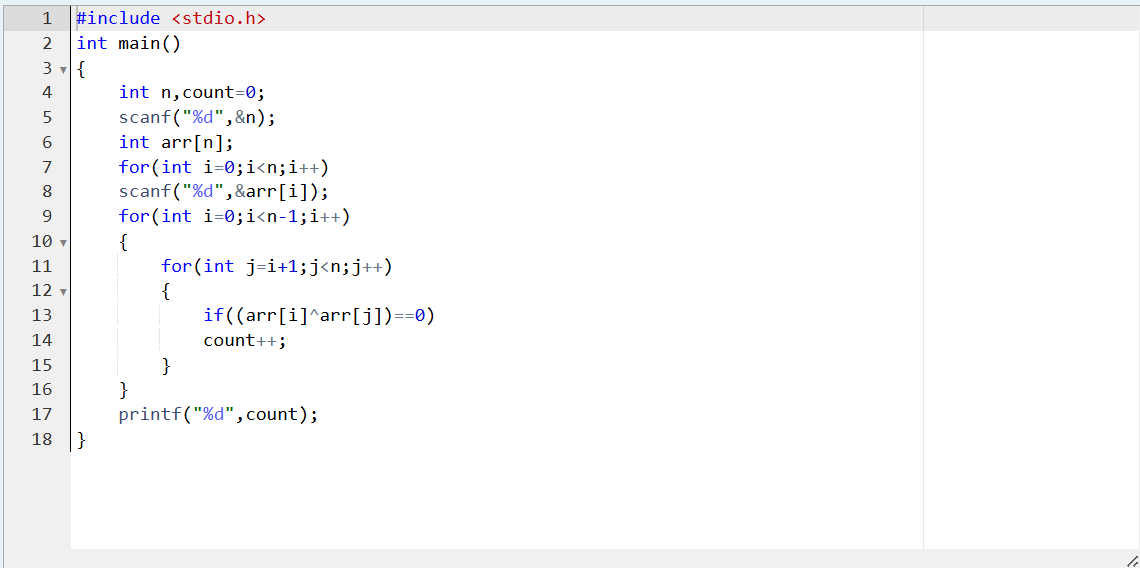 1 #include <stdio.h>
2 int main()
3 {
4     int n,count=0;
5     scanf("%d",&n);
6     int arr[n];
7     for(int i=0;i<n;i++)
8     scanf("%d",&arr[i]);
9     for(int i=0;i<n-1;i++)
10     {
11         for(int j=i+1;j<n;j++)
12         {
13             if((arr[i]^arr[j])==0)
14             count++;
15         }
16     }
17     printf("%d",count);
18 }